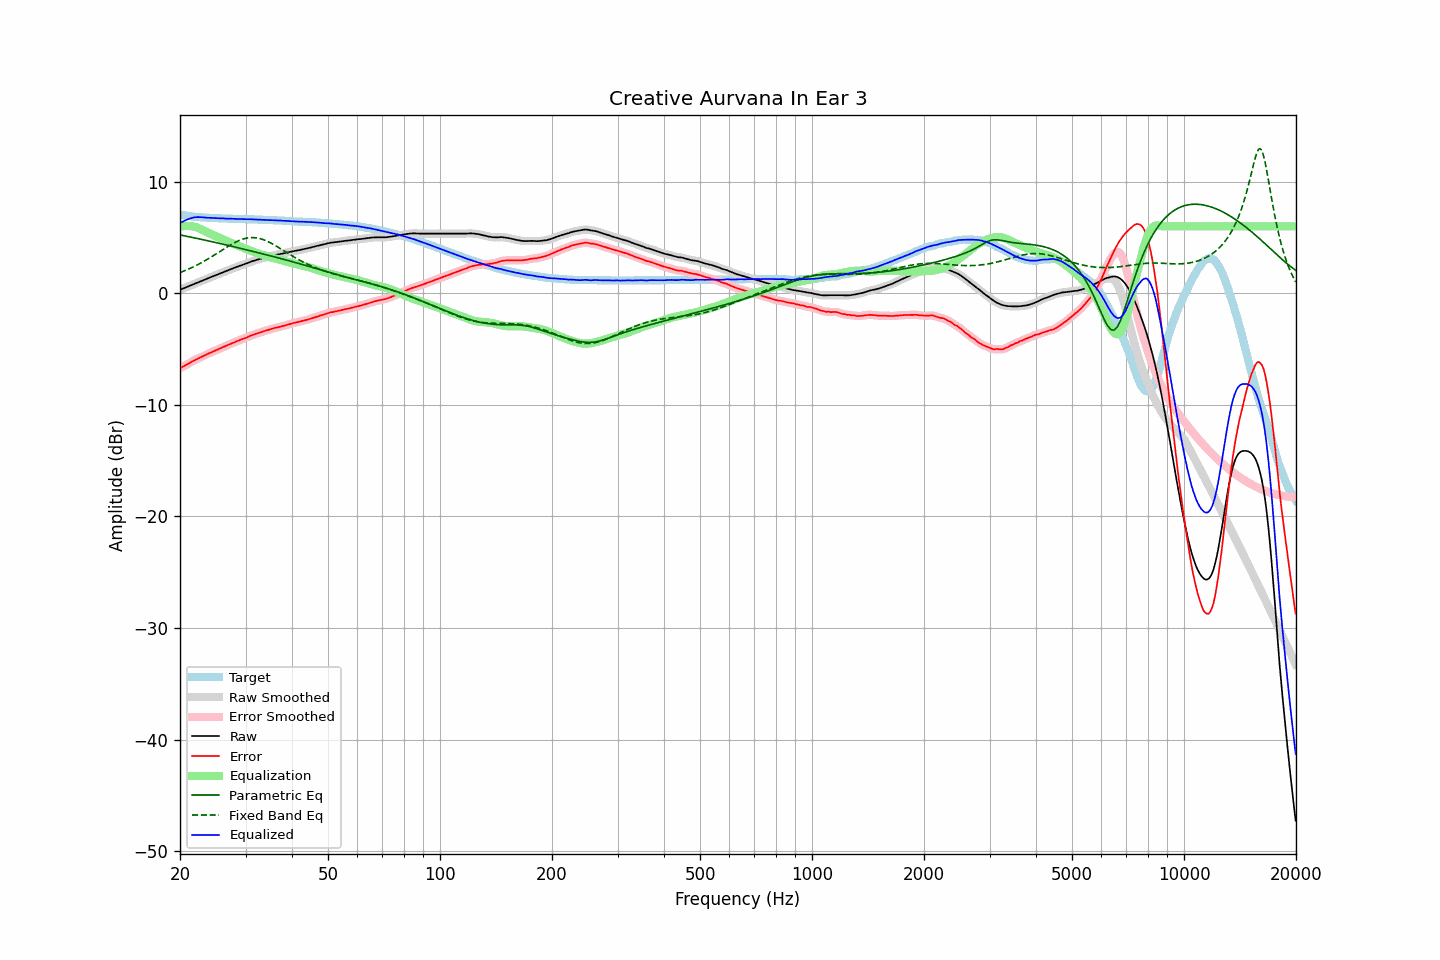 Creative Aurvana In Ear 3
Amplitude (dBr)
10
0
−10
−20
−30
−40
−50
Target
Raw Smoothed
Error Smoothed
Raw
Error
Equalization
Parametric Eq
Fixed Band Eq
Equalized
20 50 100 200 500 1000 2000 5000 10000 20000
Frequency (Hz)